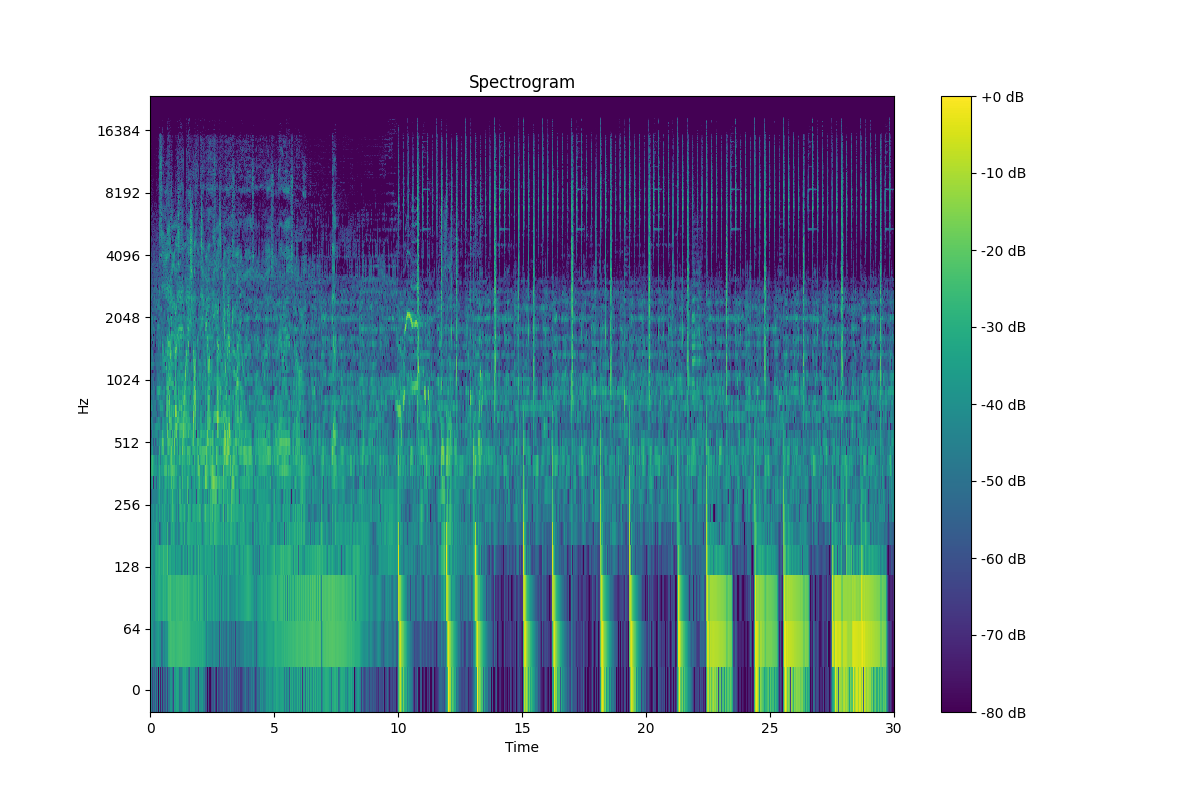 Spectrogram
16384
8192
4096
2048
1024
512
256
128
64
0
Hz
0 5 10 15 20 25 30
Time
+0 dB
-10 dB
-20 dB
-30 dB
-40 dB
-50 dB
-60 dB
-70 dB
-80 dB